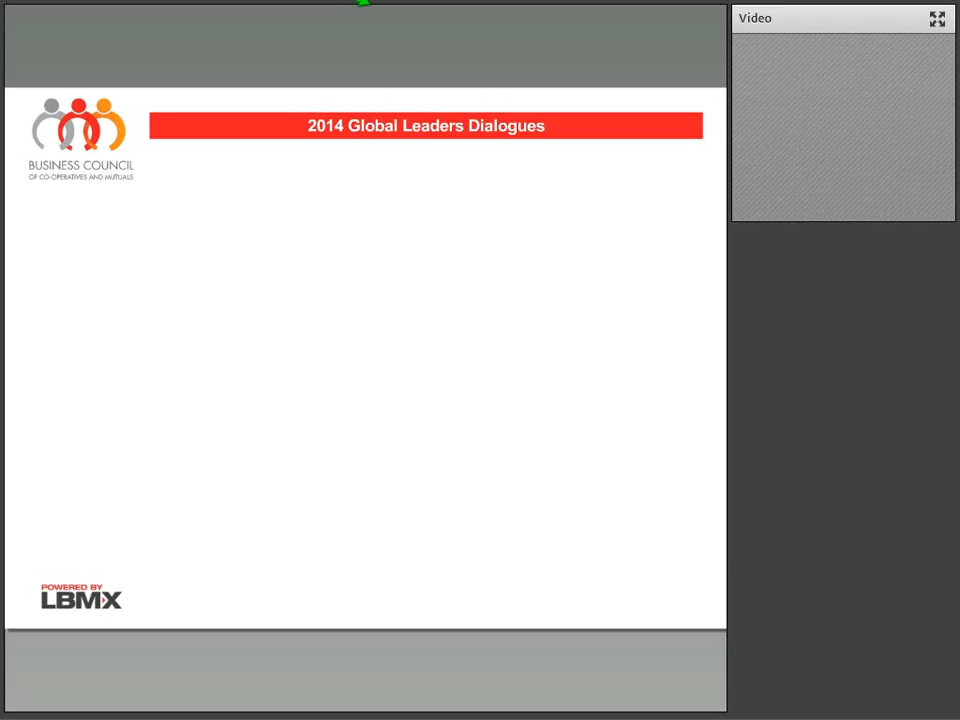 Video
2014 Global Leaders Dialogues
BUSINESS COUNCIL
OF CO-OPERATIVES AND MUTUALS
POWERED BY
LBMX